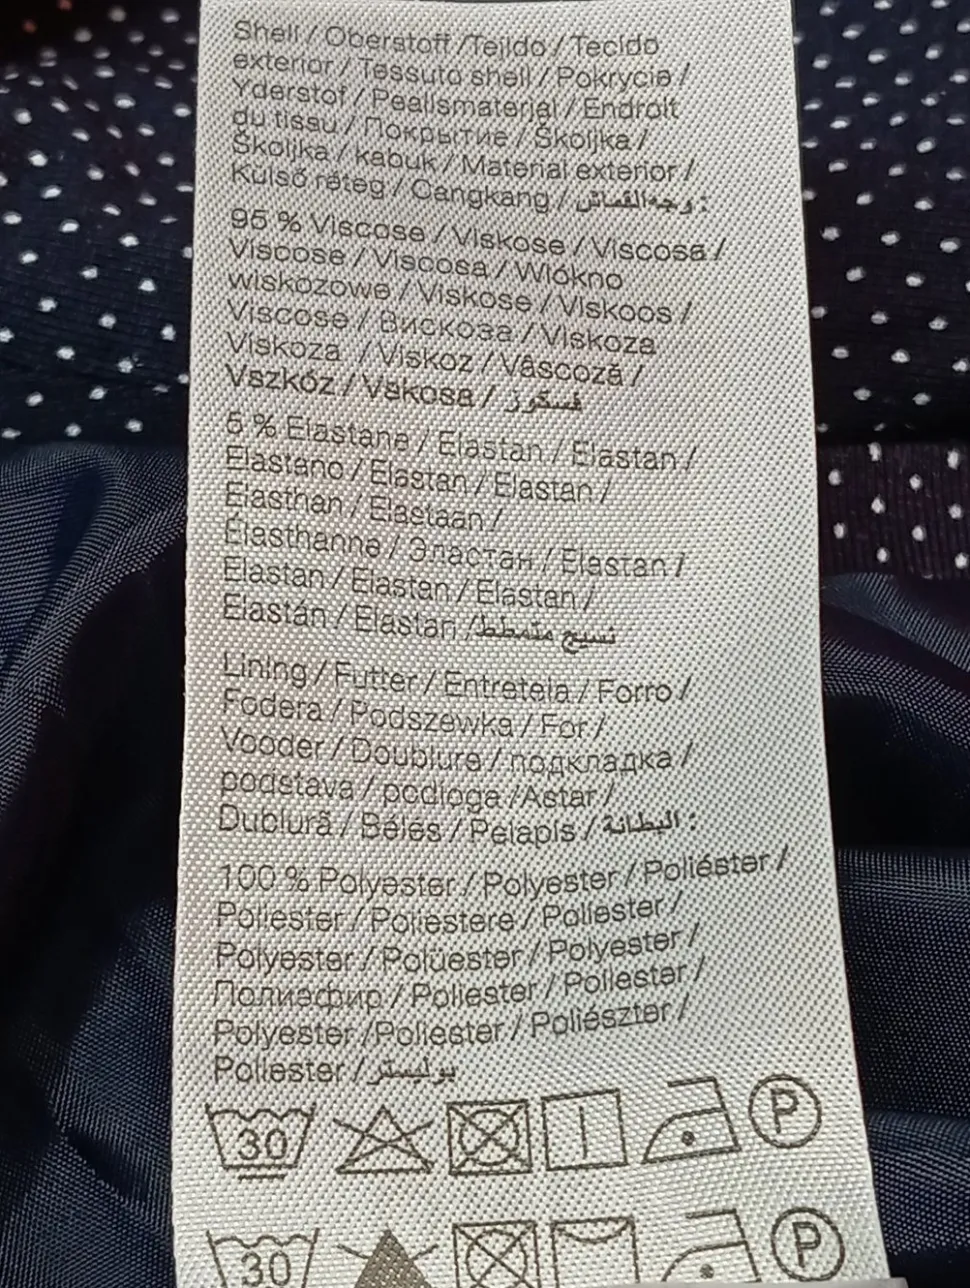 Shell / Oberstoff /Tejido / Tecido
exterior / Tessuto shell / Pokrycie /
Yderstof / Pealismaterjal / Endroit
du tissu / Покрытие / Školjka /
Školjka / kabuk / Material exterior /
Külső réteg / Cangkang / وجه القماش :
95 % Viscose / Viskose / Viscosa /
Viscose / Viscosa / Wlókno
wiskozowe / Viskose / Viskoos /
Viscose / Вискоза / Viskoza
Viskoza / Viskoz / Vâscoză /
Vszkóz / Vskosa / فسكوز
5 % Elastane / Elastan / Elastan /
Elastano / Elastan / Elastan /
Elasthan / Elastaan /
Élasthanne / Эластан / Elastan /
Elastan / Elastan / Elastan /
Elastán / Elastan / نسيج متمطط
Lining / Futter / Entretela / Forro /
Fodera / Podszewka / For /
Vooder / Doublure / подкладка /
podstava / podloga /Astar /
Dublură / Bélés / Pelapis / البطانة :
100 % Polyester / Polyester / Poliéster /
Poliester / Poliestere / Poliester /
Polyester / Polüester / Polyester /
Полиэфир / Poliester / Poliester /
Polyester /Poliester / Poliészter /
Poliester / بوليستر
30 P
30 P